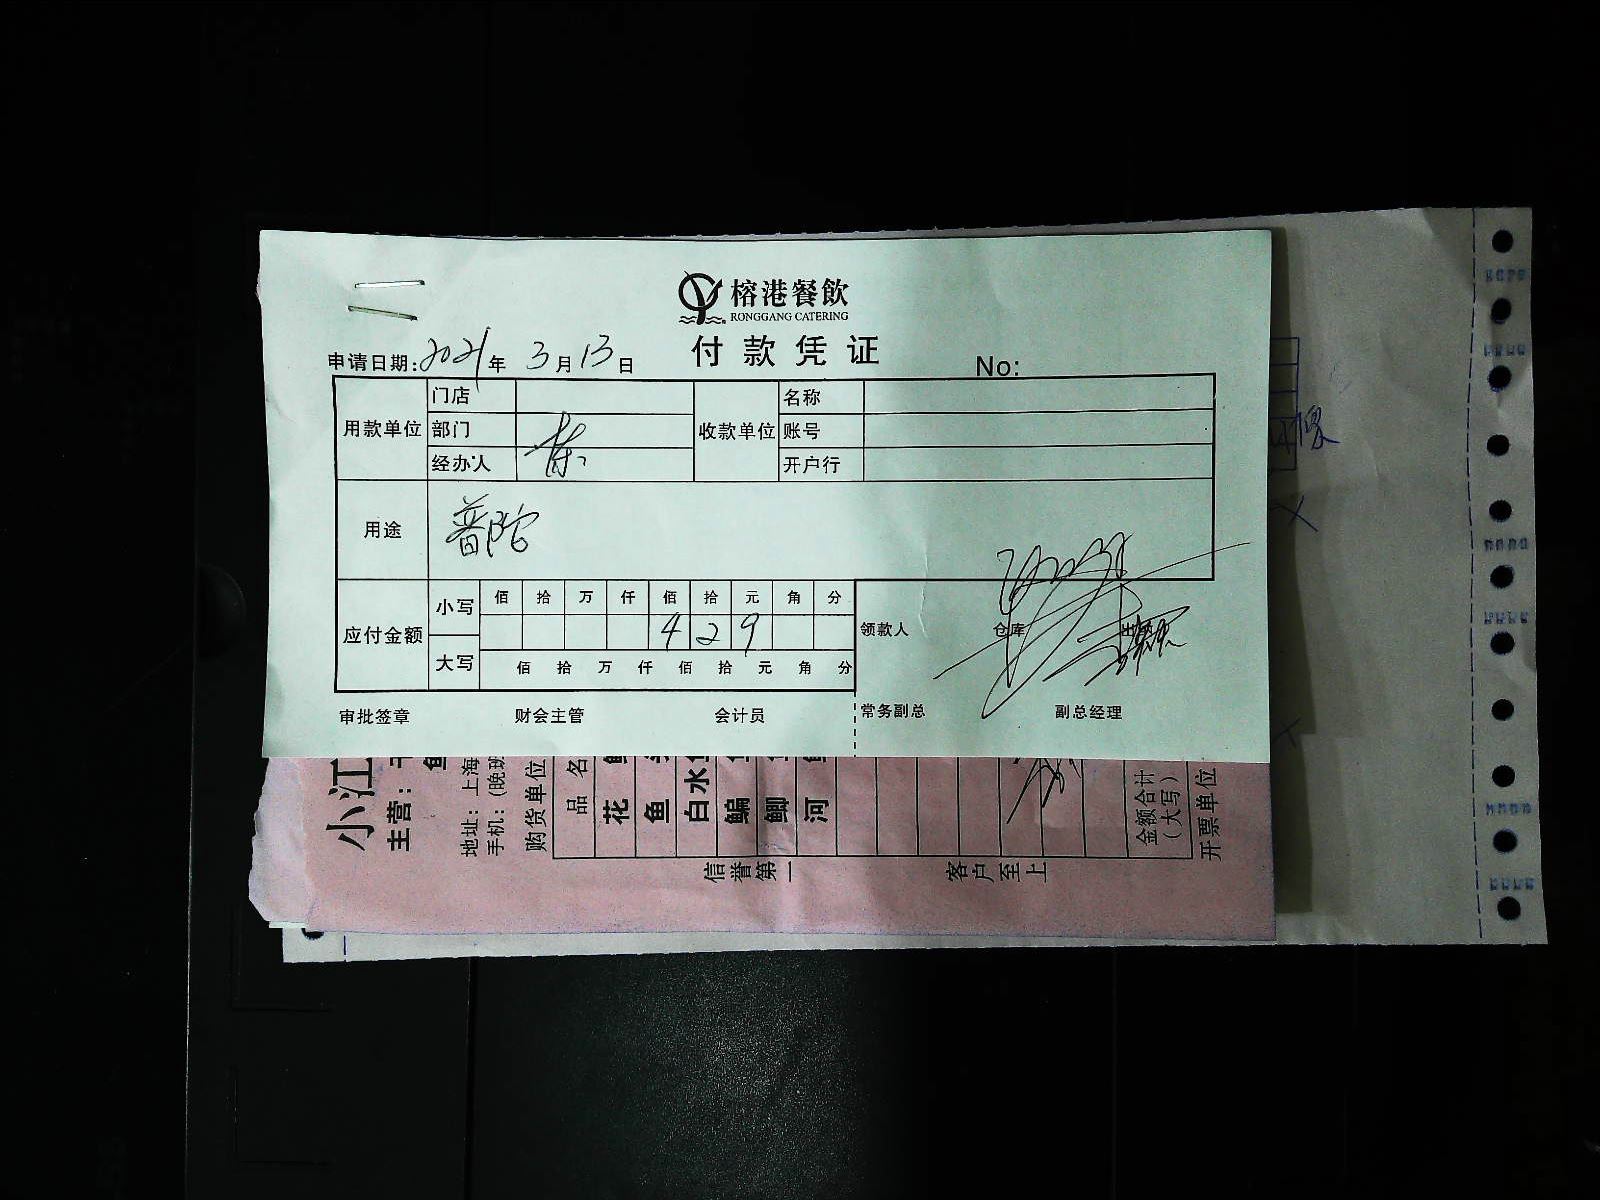 榕港餐飲
RONGGANG CATERING
付款凭证
申请日期:2021年3月13日
No:
用款单位
门店
部门
经办人
收款单位
名称
账号
开户行
用途
普陀
应付金额
小写
佰 拾 万 仟 佰 拾 元 角 分
4 2 9
大写
佰 拾 万 仟 佰 拾 元 角 分
领款人
仓库
审批签章
财会主管
会计员
常务副总
副总经理
小江
主营:
鱼
地址:上海
手机:(晚班
购货单位
品名
花
鱼
白水
鳊
鲫
河
金额合计
(大写)
开票单位
信誉第一
客户至上